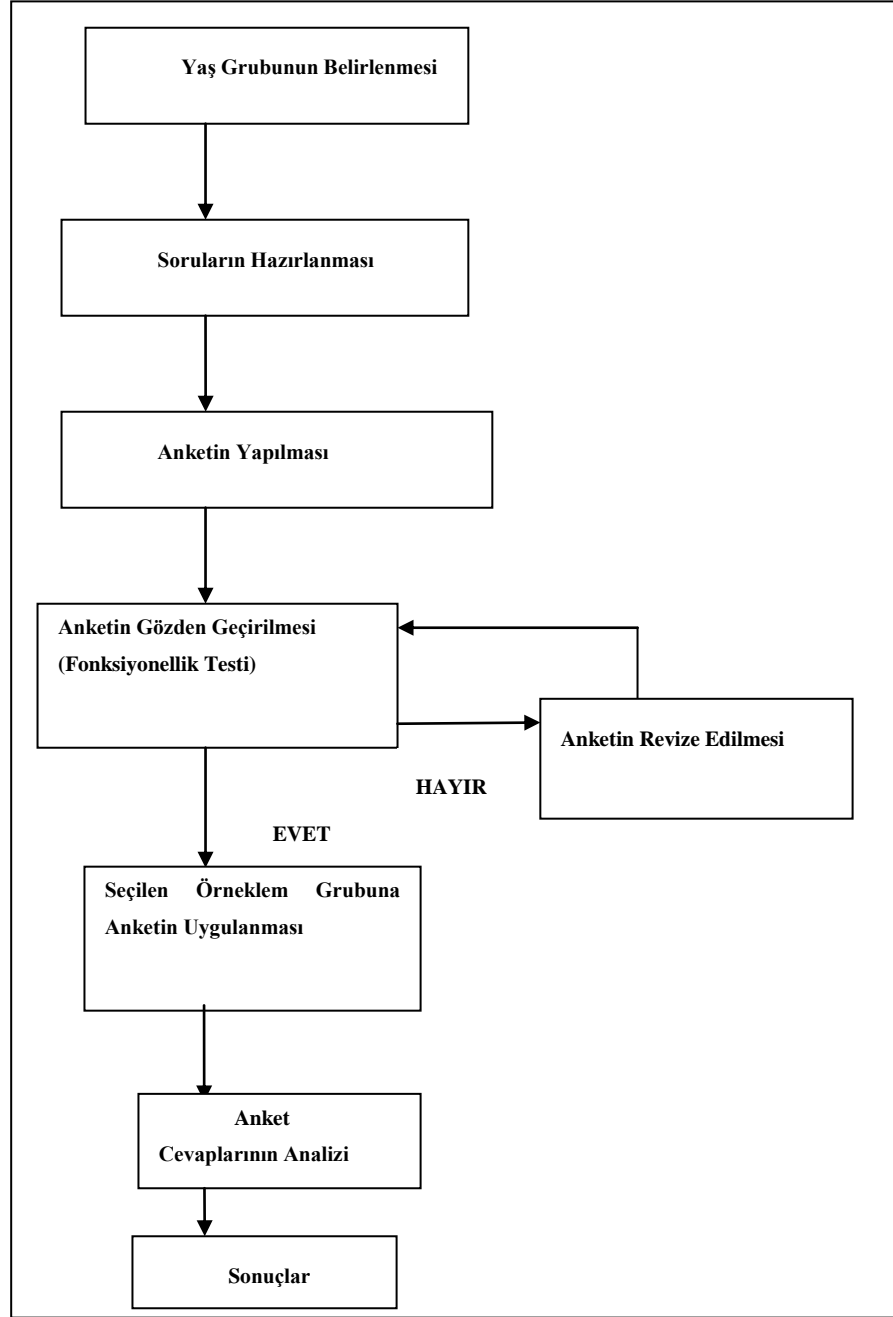 Yaş Grubunun Belirlenmesi
Soruların Hazırlanması
Anketin Yapılması
Anketin Gözden Geçirilmesi
(Fonksiyonellik Testi)
Anketin Revize Edilmesi
HAYIR
EVET
Seçilen Örneklem Grubuna
Anketin Uygulanması
Anket
Cevaplarının Analizi
Sonuçlar